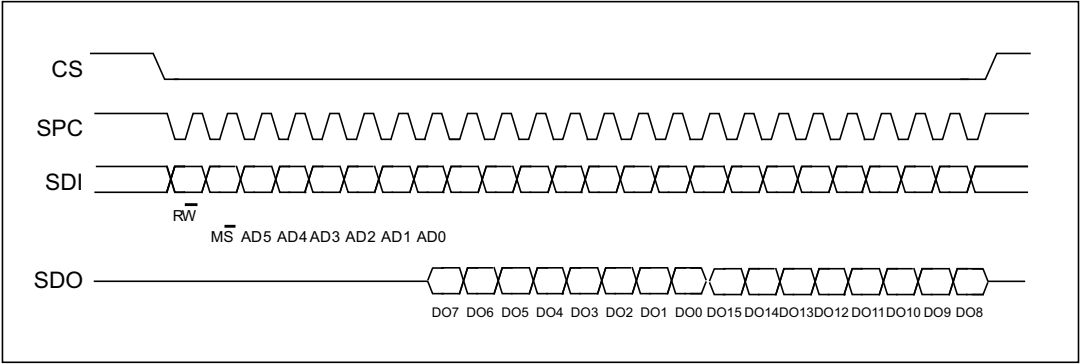 CS
SPC
SDI
RW̅
MS̅ AD5 AD4 AD3 AD2 AD1 AD0
SDO
DO7 DO6 DO5 DO4 DO3 DO2 DO1 DO0 DO15 DO14 DO13 DO12 DO11 DO10 DO9 DO8